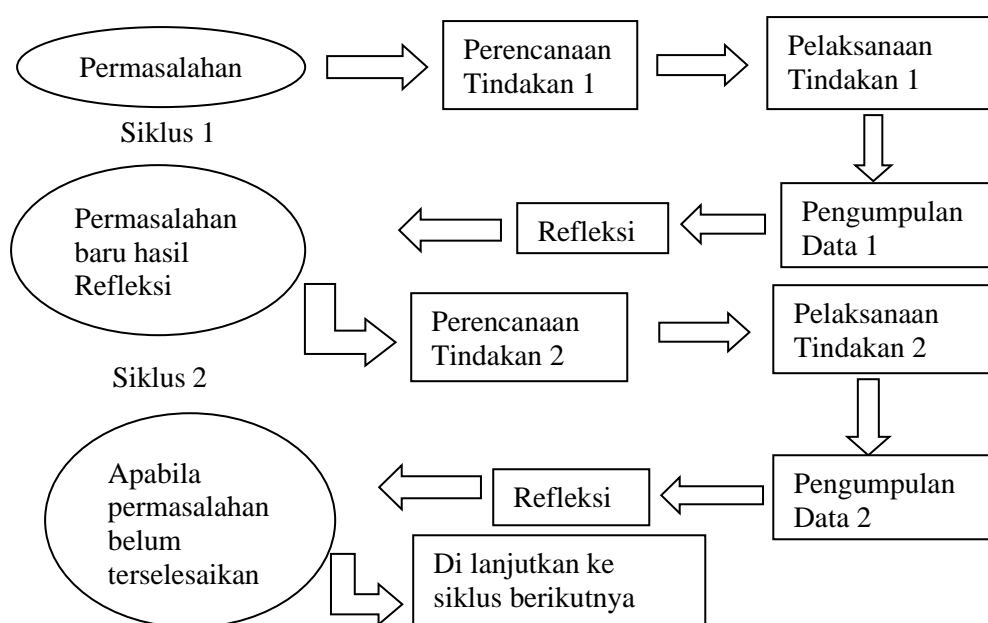 Permasalahan
Perencanaan
Tindakan 1
Pelaksanaan
Tindakan 1
Siklus 1
Pengumpulan
Data 1
Refleksi
Permasalahan
baru hasil
Refleksi
Perencanaan
Tindakan 2
Pelaksanaan
Tindakan 2
Siklus 2
Pengumpulan
Data 2
Refleksi
Apabila
permasalahan
belum
terselesaikan
Di lanjutkan ke
siklus berikutnya